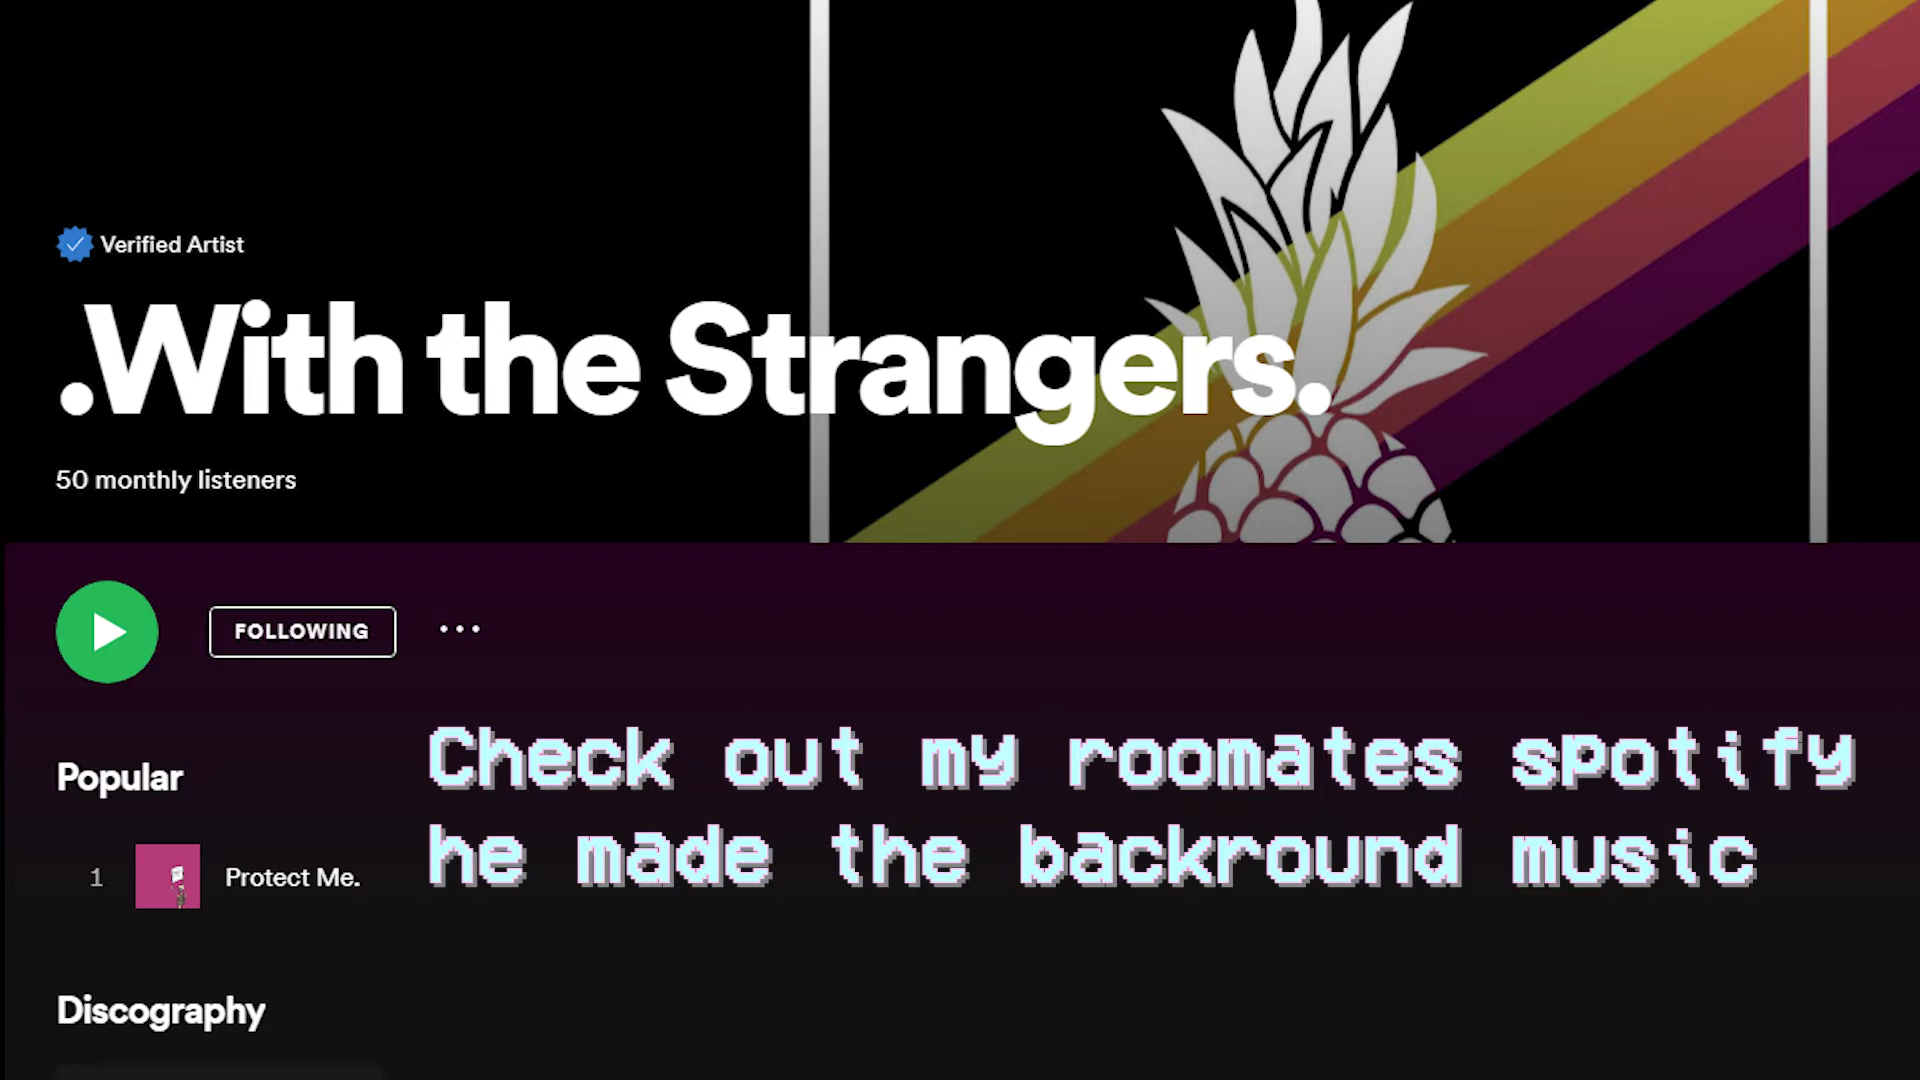 Verified Artist
.With the Strangers.
50 monthly listeners
FOLLOWING
Popular
Check out my roomates spotify
he made the backround music
1 Protect Me.
Discography